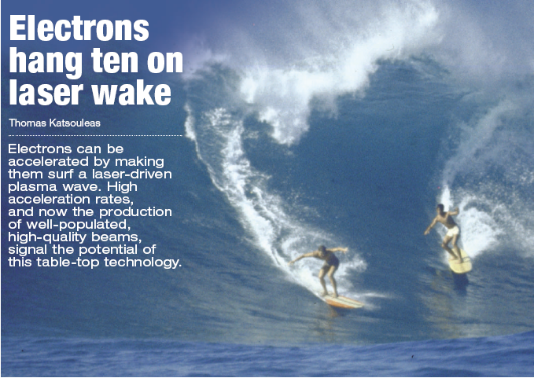 Electrons
hang ten on
laser wake
Thomas Katsouleas
Electrons can be
accelerated by making
them surf a laser-driven
plasma wave. High
acceleration rates,
and now the production
of well-populated,
high-quality beams,
signal the potential of
this table-top technology.